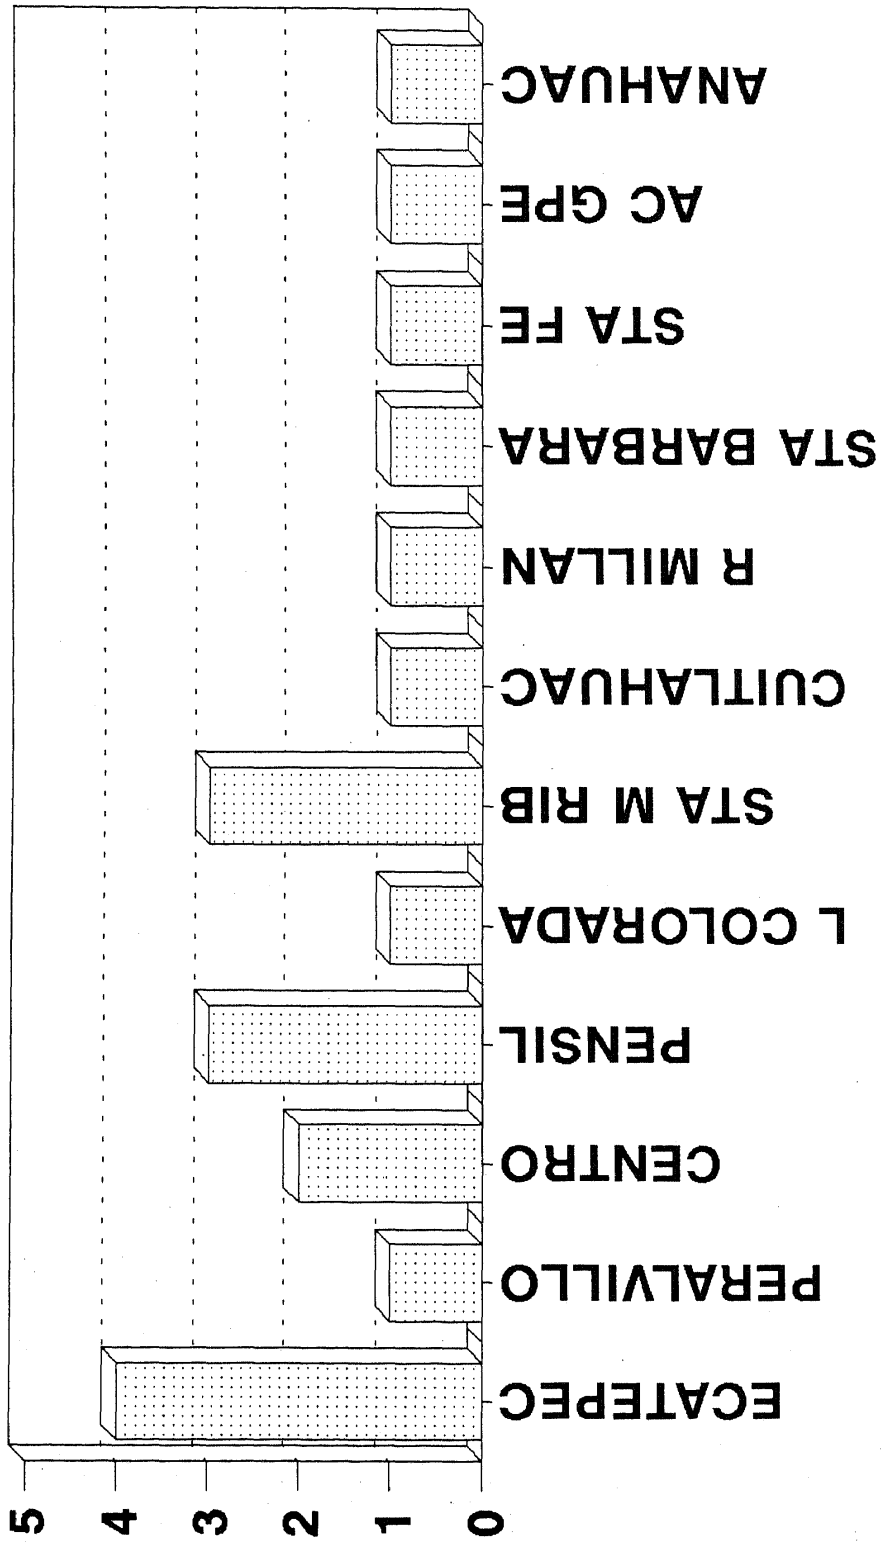 ANAHUAC
AC GPE
STA FE
STA BARBARA
R MILLAN
CUITLAHUAC
STA M RIB
L COLORADA
PENSIL
CENTRO
PERALVILLO
ECATEPEC
5
4
3
2
1
0